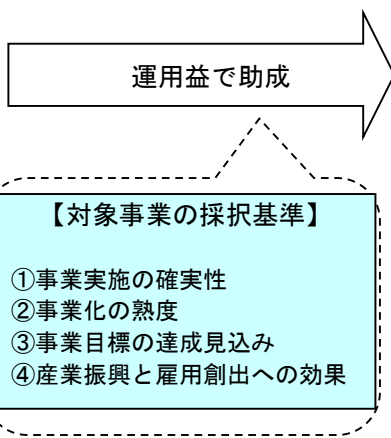 運用益で助成
【対象事業の採択基準】
①事業実施の確実性
②事業化の熟度
③事業目標の達成見込み
④産業振興と雇用創出への効果